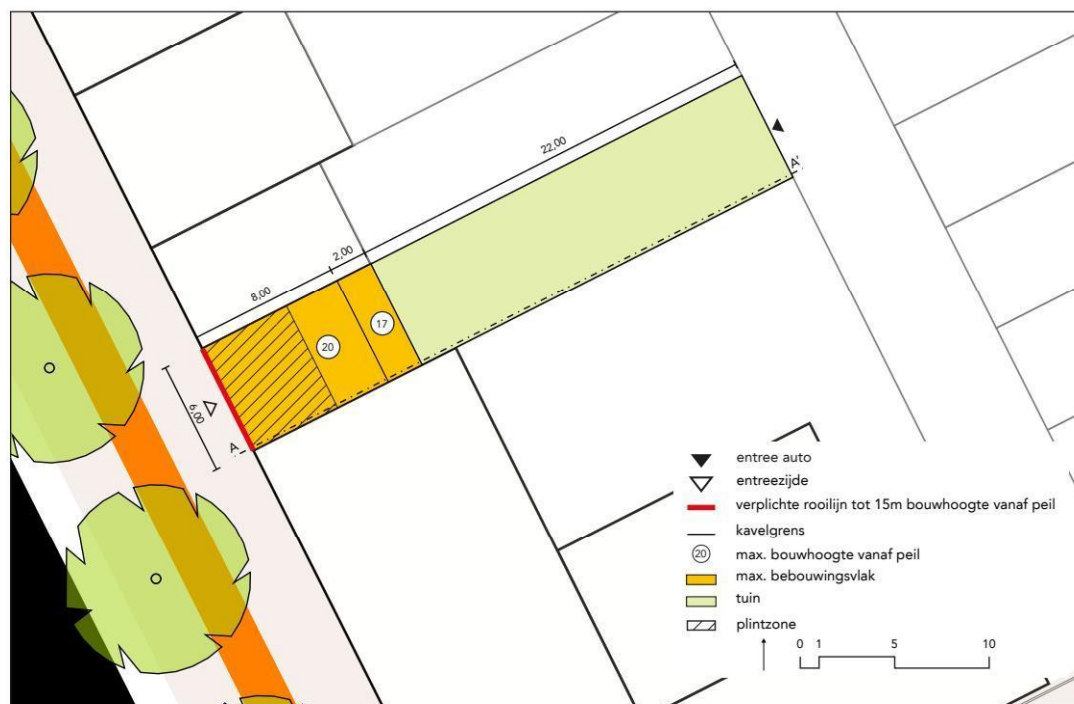 22,00
A'
2,00
8,00
17
20
6,00
A
entree auto
entreezijde
verplichte rooilijn tot 15m bouwhoogte vanaf peil
kavelgrens
20 max. bouwhoogte vanaf peil
max. bebouwingsvlak
tuin
plintzone
0 1 5 10